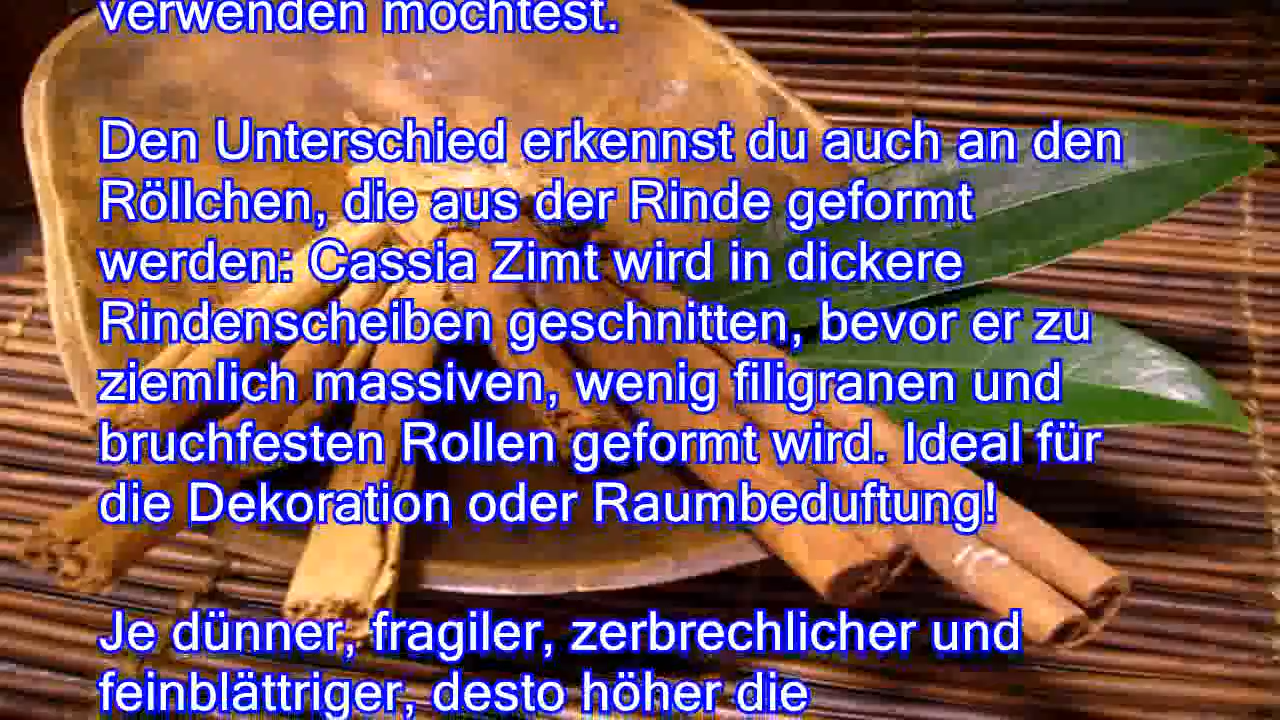 verwenden möchtest.
Den Unterschied erkennst du auch an den
Röllchen, die aus der Rinde geformt
werden: Cassia Zimt wird in dickere
Rindenscheiben geschnitten, bevor er zu
ziemlich massiven, wenig filigranen und
bruchfesten Rollen geformt wird. Ideal für
die Dekoration oder Raumbeduftung!
Je dünner, fragiler, zerbrechlicher und
feinblättriger, desto höher die